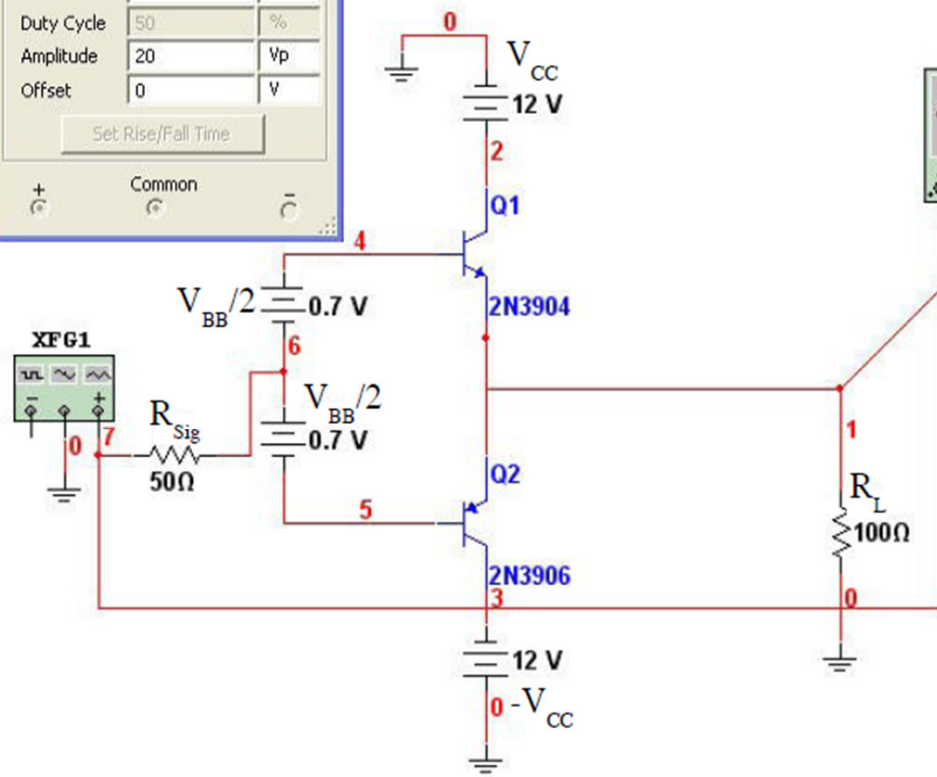 Duty Cycle 50 %
Amplitude 20 Vp
Offset 0 V
Set Rise/Fall Time
+ Common −
0
VCC
12 V
2
Q1
4
2N3904
VBB/2 0.7 V
6
XFG1
VBB/2
0.7 V
− +
0 7
RSig
50Ω
Q2
5
1
RL
100Ω
2N3906
3
0
12 V
0 -VCC